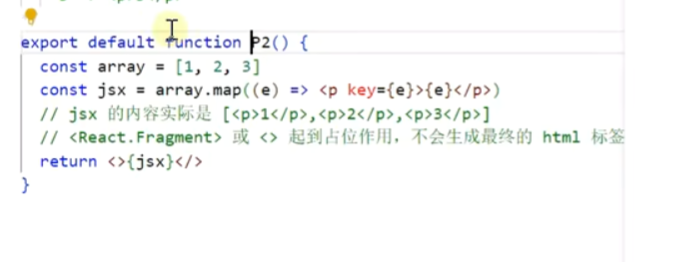 export default function P2() {
const array = [1, 2, 3]
const jsx = array.map((e) => <p key={e}>{e}</p>)
// jsx 的内容实际是 [<p>1</p>,<p>2</p>,<p>3</p>]
// <React.Fragment> 或 <> 起到占位作用，不会生成最终的 html 标签
return <>{jsx}</>
}